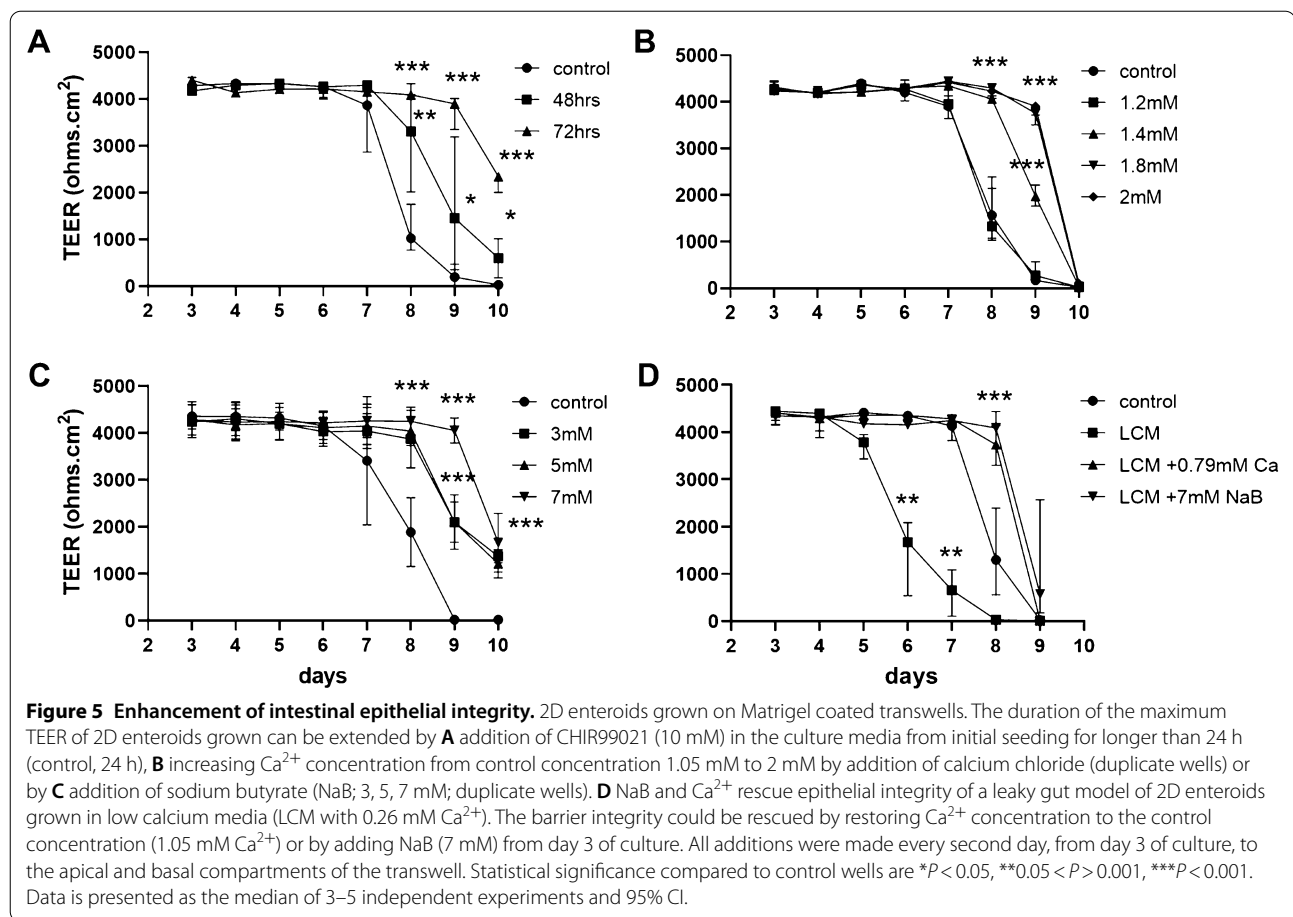 A
5000
4000
3000
2000
1000
0
TEER (ohms.cm²)
2 3 4 5 6 7 8 9 10
*** *** *** ** * *
control
48hrs
72hrs
B
5000
4000
3000
2000
1000
0
2 3 4 5 6 7 8 9 10
*** *** ***
control
1.2mM
1.4mM
1.8mM
2mM
C
5000
4000
3000
2000
1000
0
TEER (ohms.cm²)
2 3 4 5 6 7 8 9 10
days
*** *** *** ***
control
3mM
5mM
7mM
D
5000
4000
3000
2000
1000
0
2 3 4 5 6 7 8 9 10
days
** ** ***
control
LCM
LCM +0.79mM Ca
LCM +7mM NaB
Figure 5 Enhancement of intestinal epithelial integrity. 2D enteroids grown on Matrigel coated transwells. The duration of the maximum
TEER of 2D enteroids grown can be extended by A addition of CHIR99021 (10 mM) in the culture media from initial seeding for longer than 24 h
(control, 24 h), B increasing Ca²⁺ concentration from control concentration 1.05 mM to 2 mM by addition of calcium chloride (duplicate wells) or
by C addition of sodium butyrate (NaB; 3, 5, 7 mM; duplicate wells). D NaB and Ca²⁺ rescue epithelial integrity of a leaky gut model of 2D enteroids
grown in low calcium media (LCM with 0.26 mM Ca²⁺). The barrier integrity could be rescued by restoring Ca²⁺ concentration to the control
concentration (1.05 mM Ca²⁺) or by adding NaB (7 mM) from day 3 of culture. All additions were made every second day, from day 3 of culture, to
the apical and basal compartments of the transwell. Statistical significance compared to control wells are *P < 0.05, **0.05 < P > 0.001, ***P < 0.001.
Data is presented as the median of 3–5 independent experiments and 95% CI.